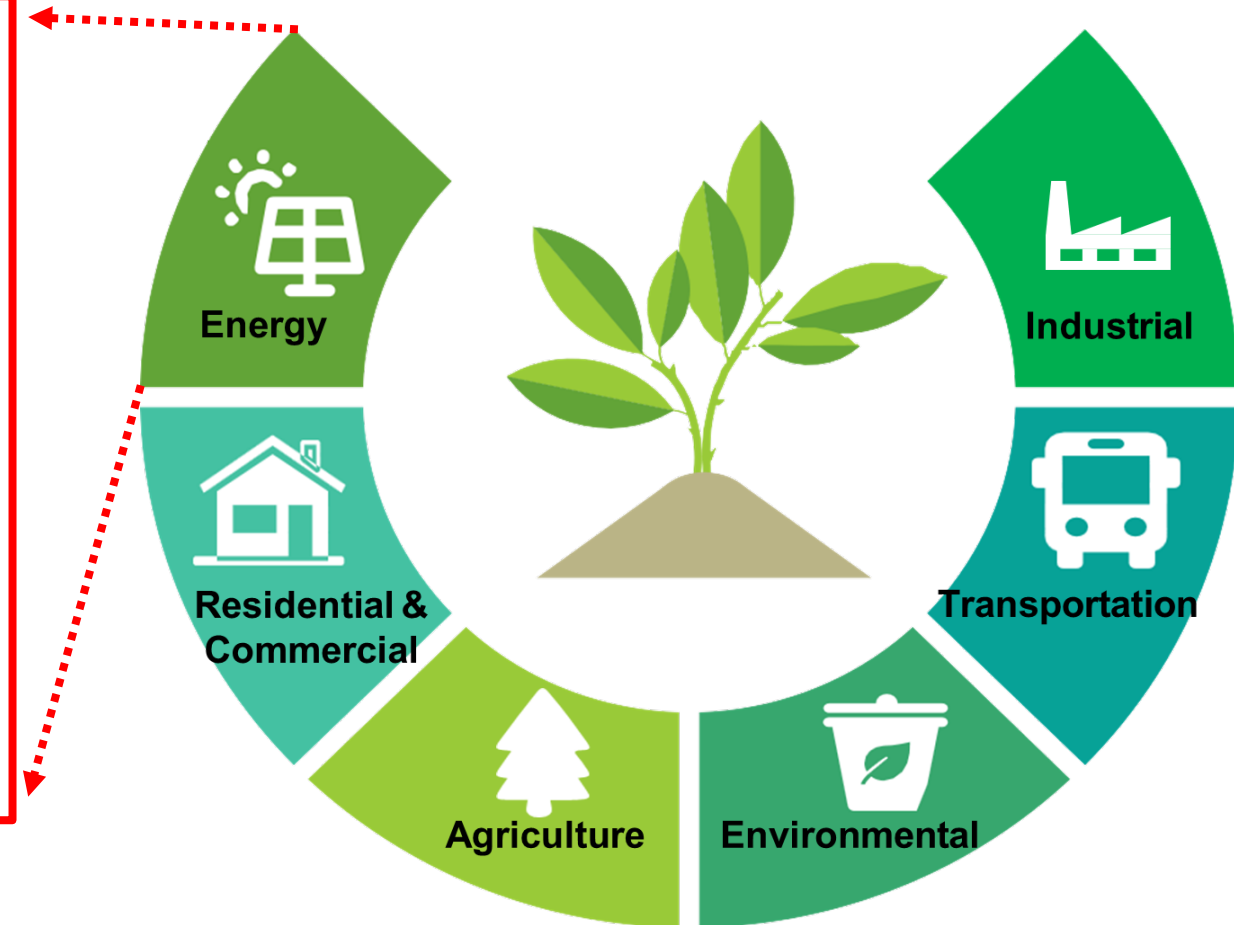 Energy
Industrial
Residential &
Commercial
Transportation
Agriculture
Environmental